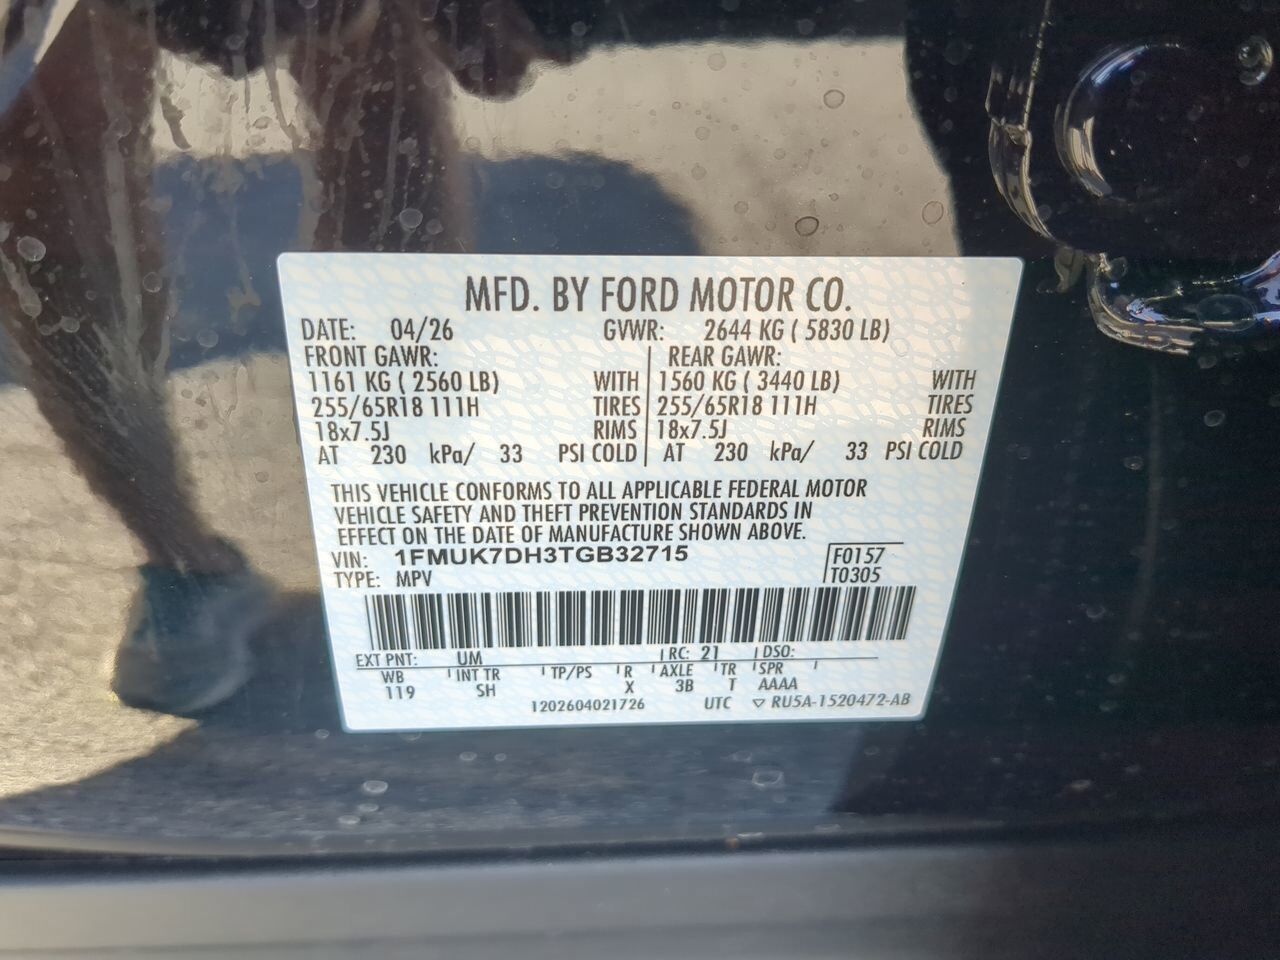 MFD. BY FORD MOTOR CO.
DATE: 04/26 GVWR: 2644 KG ( 5830 LB)
FRONT GAWR: REAR GAWR:
1161 KG ( 2560 LB) WITH 1560 KG ( 3440 LB) WITH
255/65R18 111H TIRES 255/65R18 111H TIRES
18x7.5J RIMS 18x7.5J RIMS
AT 230 kPa/ 33 PSI COLD AT 230 kPa/ 33 PSI COLD
THIS VEHICLE CONFORMS TO ALL APPLICABLE FEDERAL MOTOR
VEHICLE SAFETY AND THEFT PREVENTION STANDARDS IN
EFFECT ON THE DATE OF MANUFACTURE SHOWN ABOVE.
VIN: 1FMUK7DH3TGB32715 F0157
TYPE: MPV T0305
EXT PNT: UM RC: 21 DSO:
WB INT TR TP/PS R AXLE TR SPR
119 SH X 3B T AAAA
1202604021726 UTC ▽ RU5A-1520472-AB